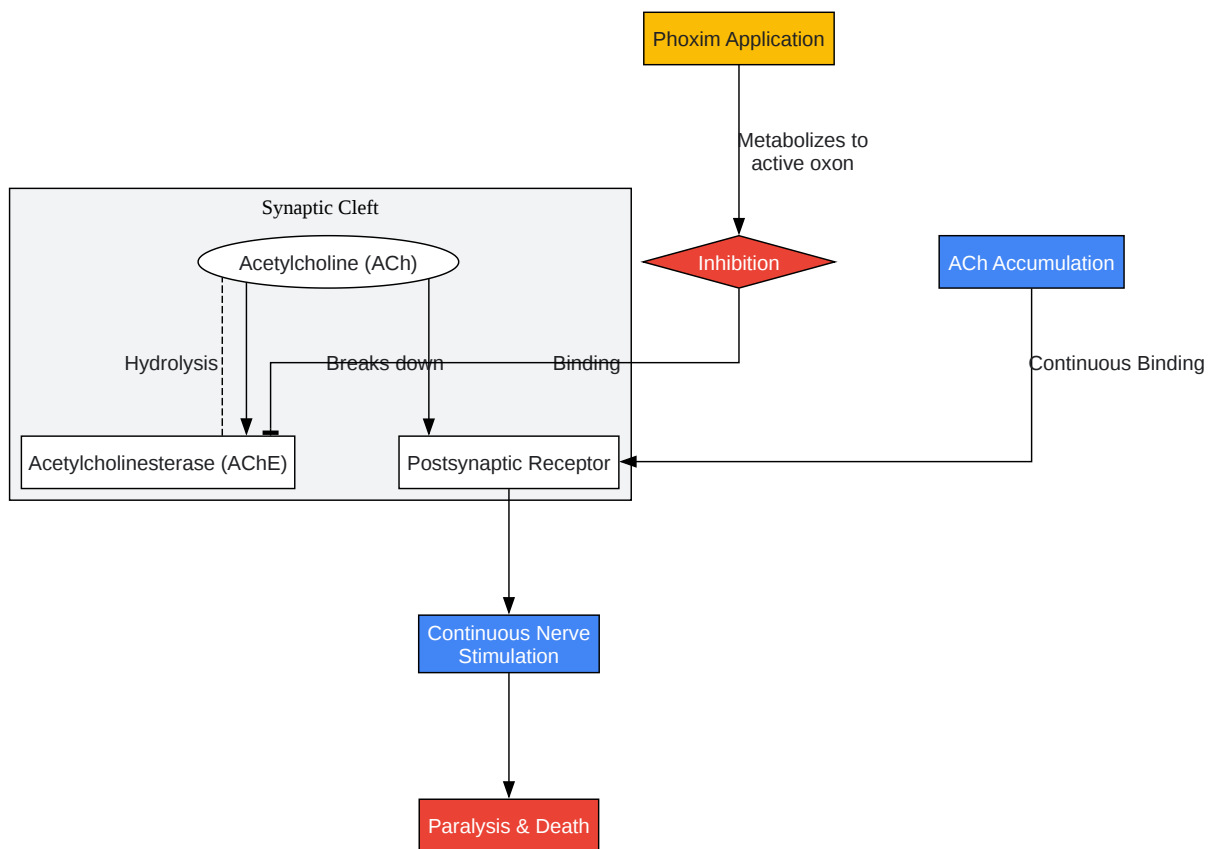 Phoxim Application
Metabolizes to
active oxon
Synaptic Cleft
Acetylcholine (ACh)
Inhibition
ACh Accumulation
Hydrolysis
Breaks down
Binding
Continuous Binding
Acetylcholinesterase (AChE)
Postsynaptic Receptor
Continuous Nerve
Stimulation
Paralysis & Death